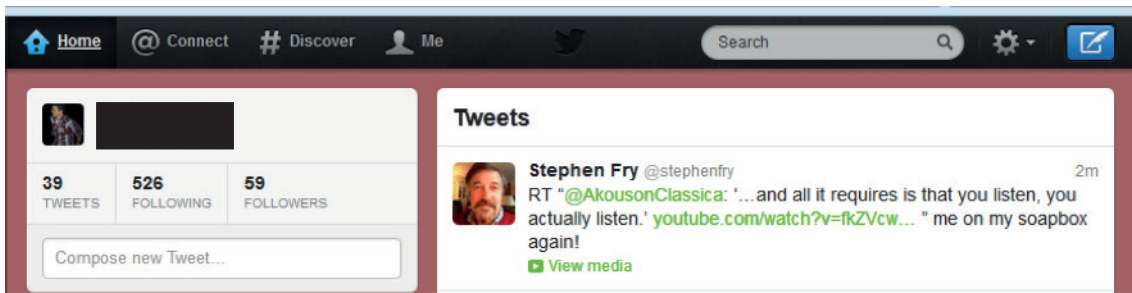 Home
Connect
Discover
Me
Search
39
TWEETS
526
FOLLOWING
59
FOLLOWERS
Compose new Tweet...
Tweets
Stephen Fry @stephenfry
2m
RT "@AkousonClassica: '...and all it requires is that you listen, you
actually listen.' youtube.com/watch?v=fkZVcw... " me on my soapbox
again!
View media